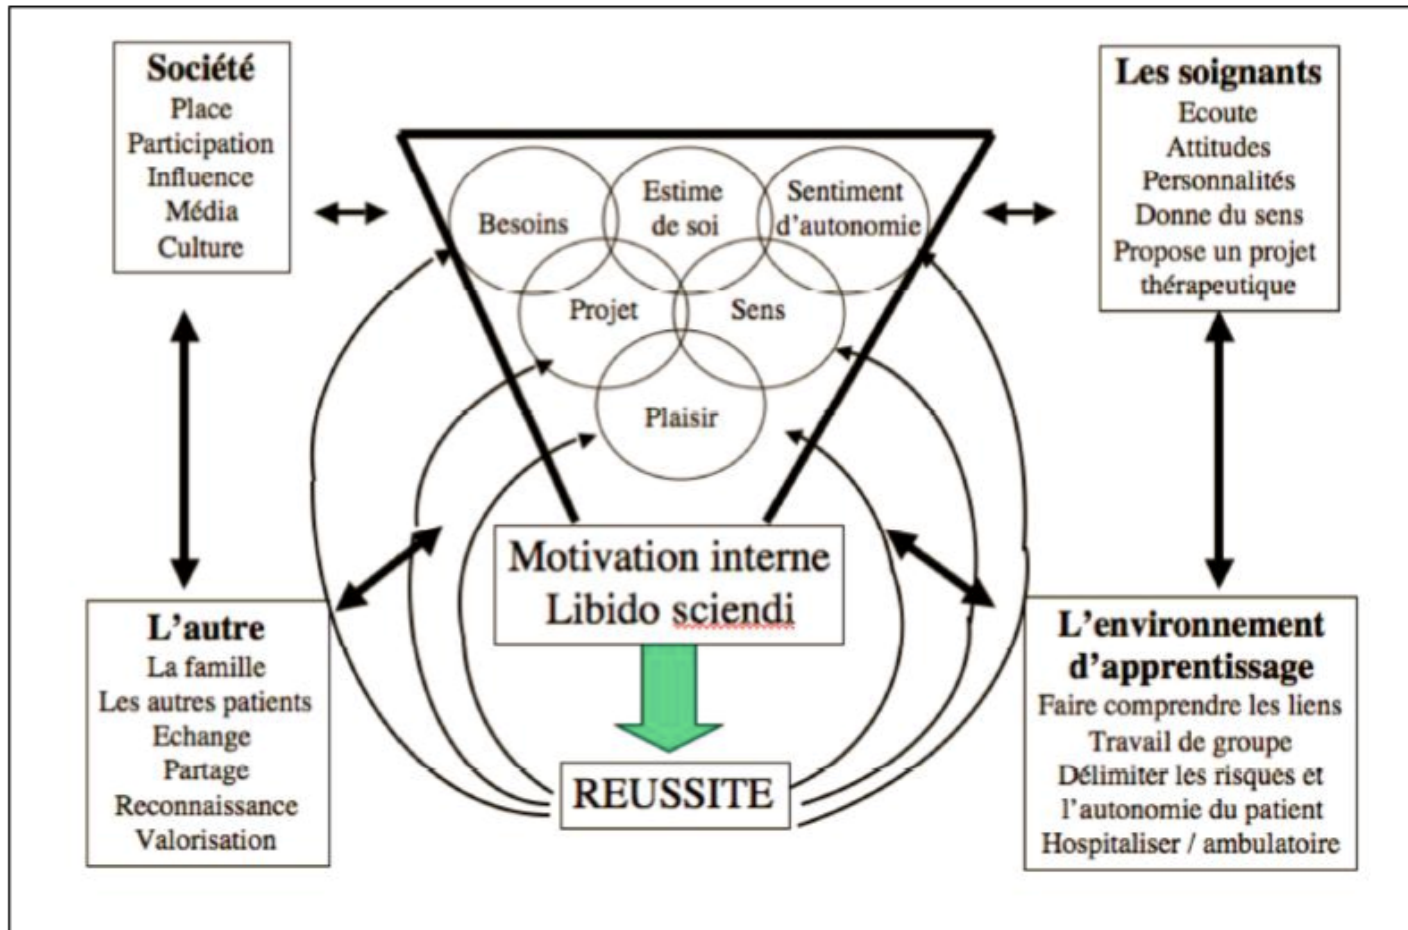 Société
Place
Participation
Influence
Média
Culture
Les soignants
Ecoute
Attitudes
Personnalités
Donne du sens
Propose un projet
thérapeutique
Besoins
Estime
de soi
Sentiment
d'autonomie
Projet
Sens
Plaisir
Motivation interne
Libido sciendi
REUSSITE
L'autre
La famille
Les autres patients
Echange
Partage
Reconnaissance
Valorisation
L'environnement
d'apprentissage
Faire comprendre les liens
Travail de groupe
Délimiter les risques et
l'autonomie du patient
Hospitaliser / ambulatoire